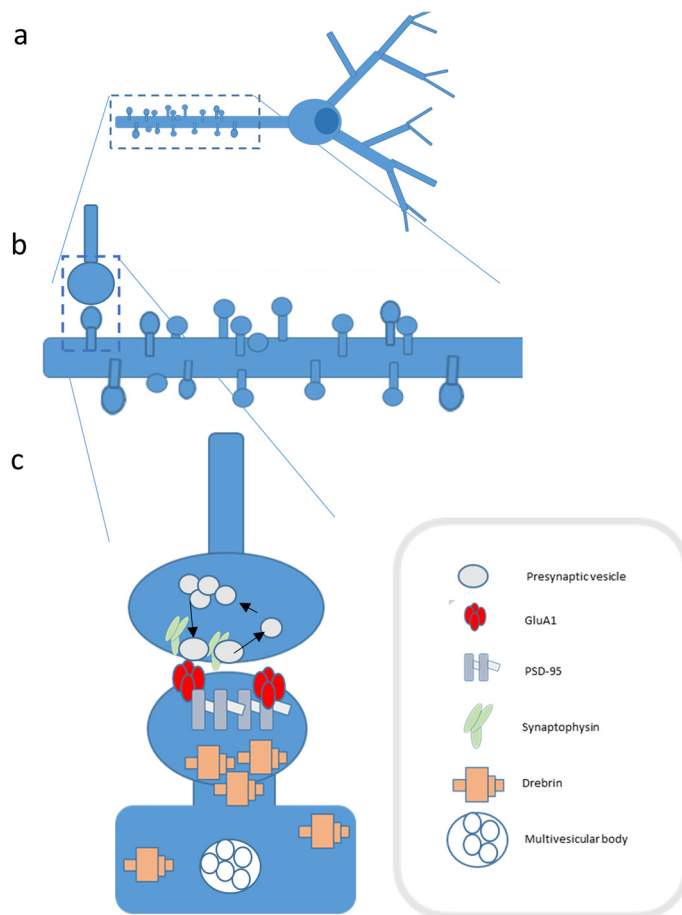 a
b
c
Presynaptic vesicle
GluA1
PSD-95
Synaptophysin
Drebrin
Multivesicular body